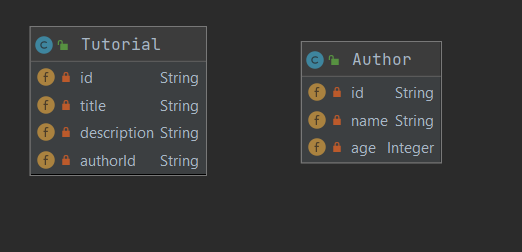 C Tutorial
f id String
f title String
f description String
f authorId String
C Author
f id String
f name String
f age Integer